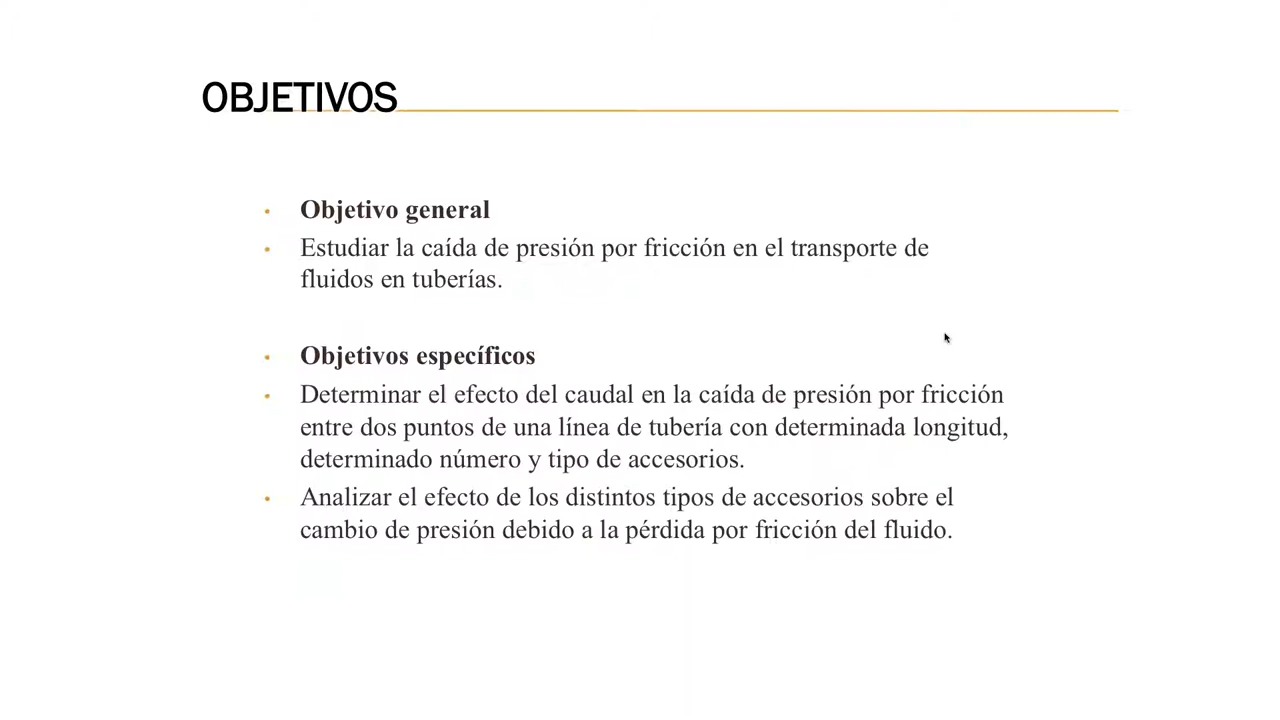 OBJETIVOS
• Objetivo general
• Estudiar la caída de presión por fricción en el transporte de
fluidos en tuberías.
• Objetivos específicos
• Determinar el efecto del caudal en la caída de presión por fricción
entre dos puntos de una línea de tubería con determinada longitud,
determinado número y tipo de accesorios.
• Analizar el efecto de los distintos tipos de accesorios sobre el
cambio de presión debido a la pérdida por fricción del fluido.